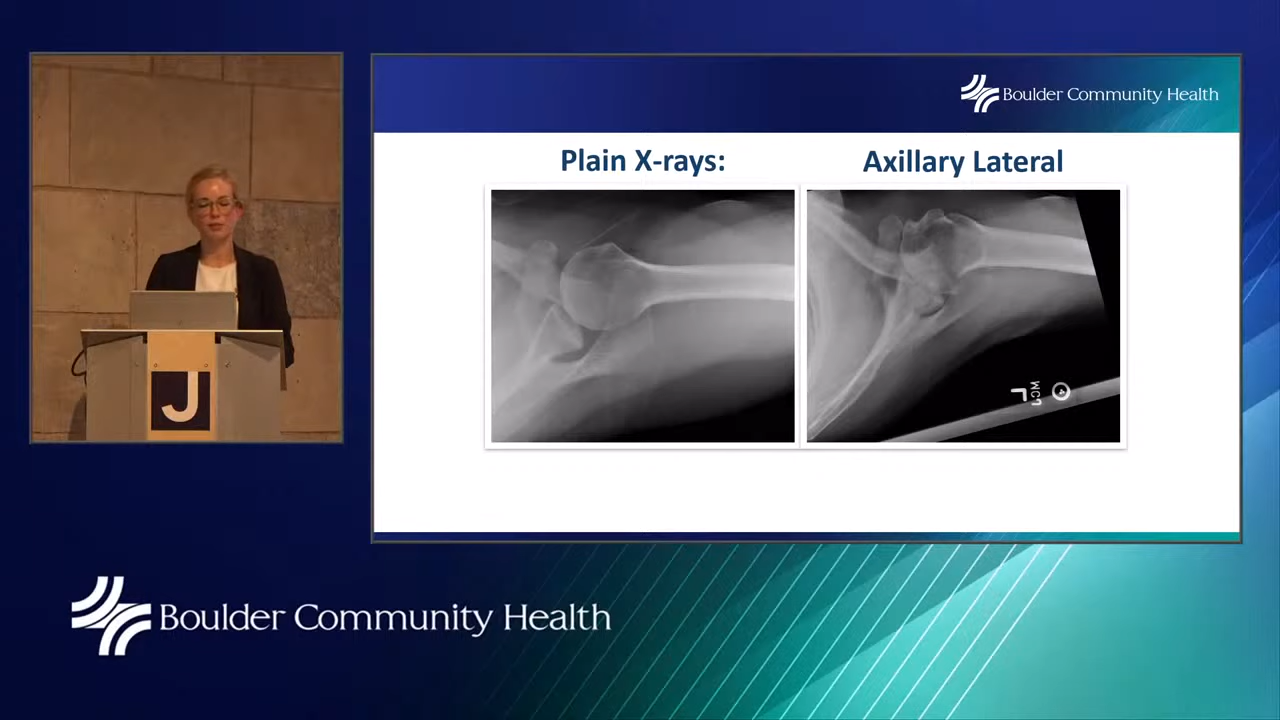 Boulder Community Health
Plain X-rays:
Axillary Lateral
L
J
Boulder Community Health